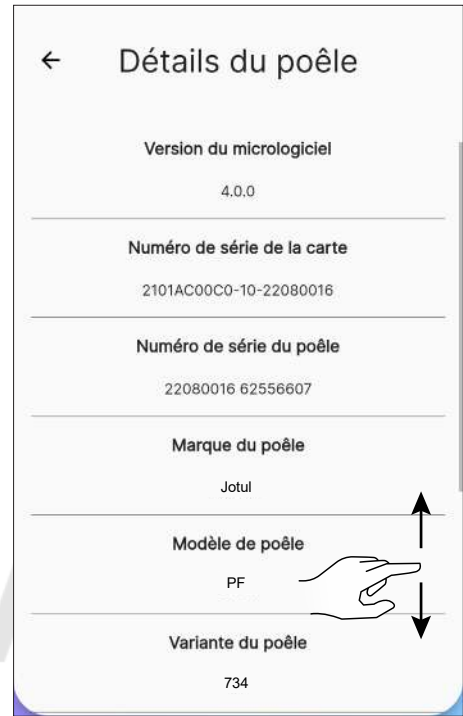 Détails du poêle
Version du micrologiciel
4.0.0
Numéro de série de la carte
2101AC00C0-10-22080016
Numéro de série du poêle
22080016 62556607
Marque du poêle
Jotul
Modèle de poêle
PF
Variante du poêle
734